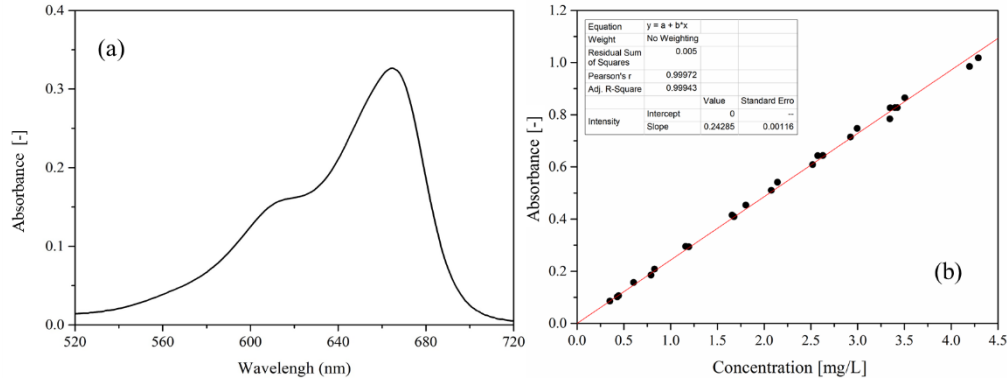 (a)
Absorbance [-]
0.4
0.3
0.2
0.1
0.0
520 560 600 640 680 720
Wavelengh (nm)
(b)
Absorbance [-]
1.2
1.0
0.8
0.6
0.4
0.2
0.0
0.5 1.0 1.5 2.0 2.5 3.0 3.5 4.0 4.5
Concentration [mg/L]
Equation y = a + b*x
Weight No Weighting
Residual Sum of Squares 0.005
Pearson's r 0.99972
Adj. R-Square 0.99943
Value Standard Erro
Intensity Intercept 0 --
Slope 0.24285 0.00116